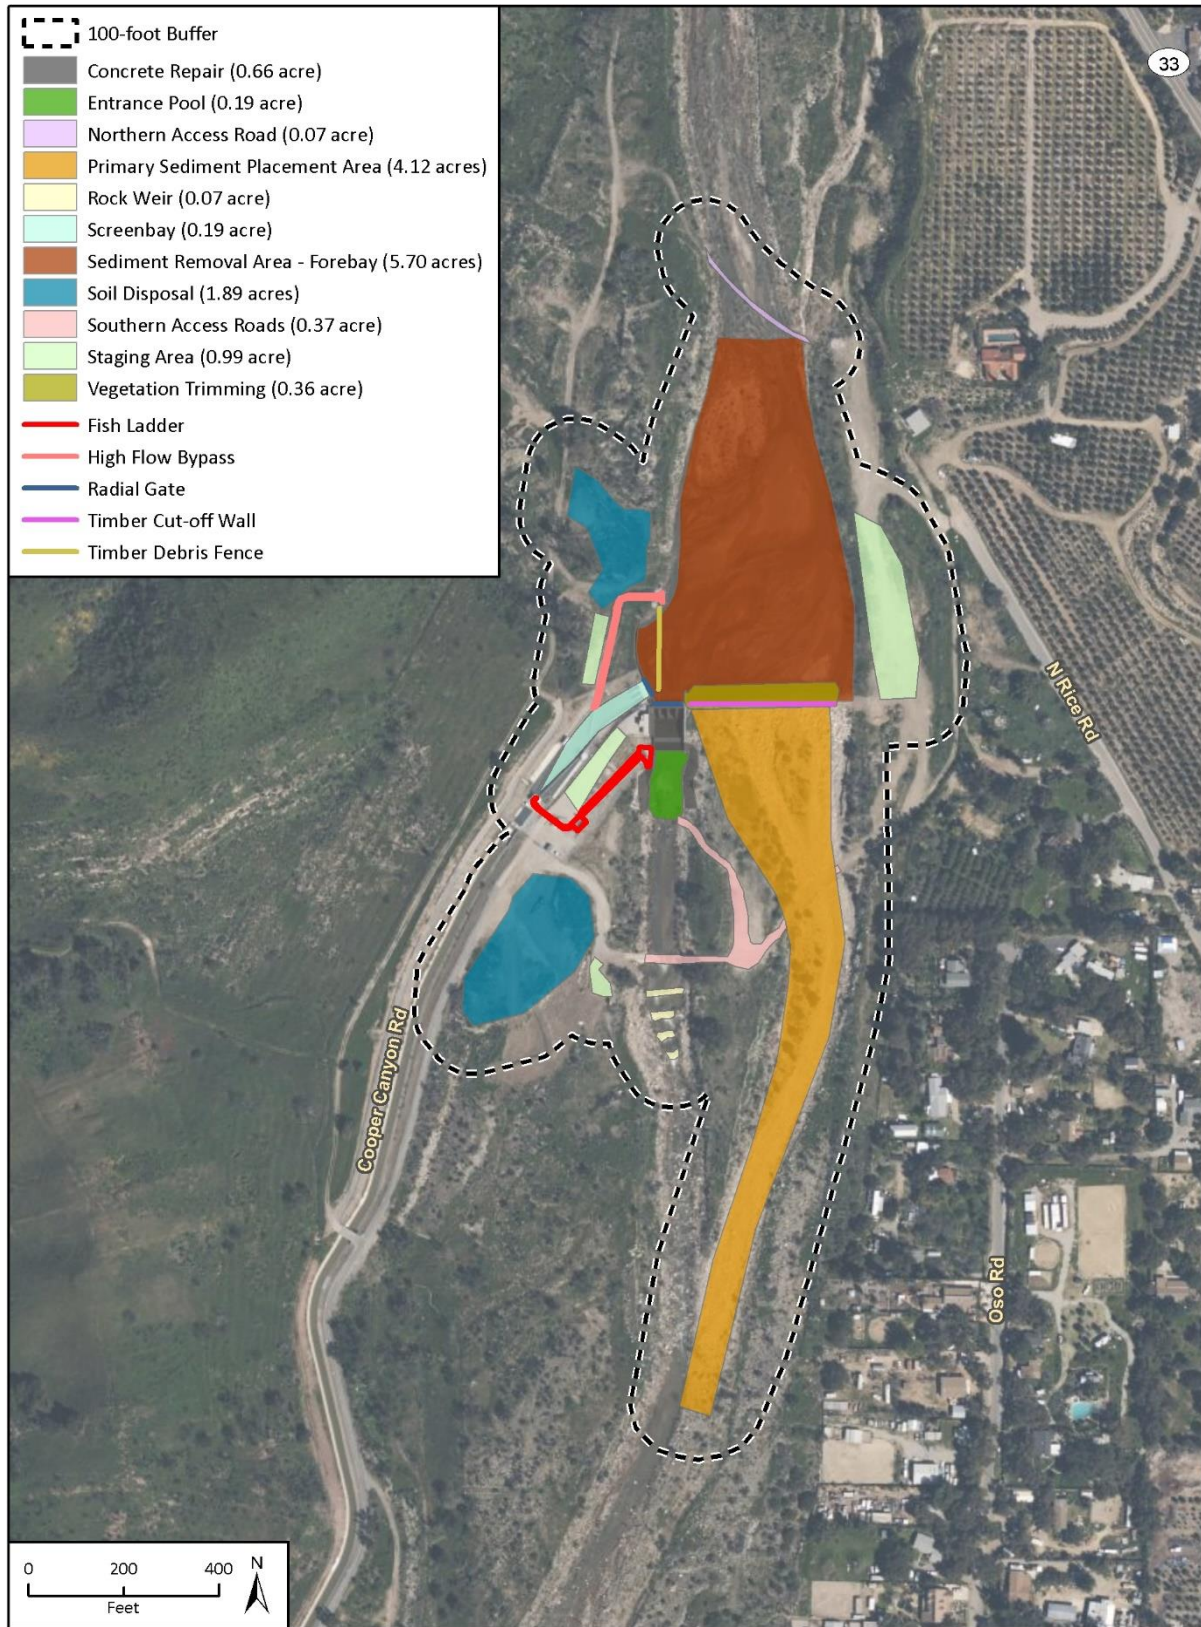 100-foot Buffer
Concrete Repair (0.66 acre)
Entrance Pool (0.19 acre)
Northern Access Road (0.07 acre)
Primary Sediment Placement Area (4.12 acres)
Rock Weir (0.07 acre)
Screenbay (0.19 acre)
Sediment Removal Area - Forebay (5.70 acres)
Soil Disposal (1.89 acres)
Southern Access Roads (0.37 acre)
Staging Area (0.99 acre)
Vegetation Trimming (0.36 acre)
Fish Ladder
High Flow Bypass
Radial Gate
Timber Cut-off Wall
Timber Debris Fence
33
N Rice Rd
Cooper Canyon Rd
Oso Rd
0 200 400
Feet
N